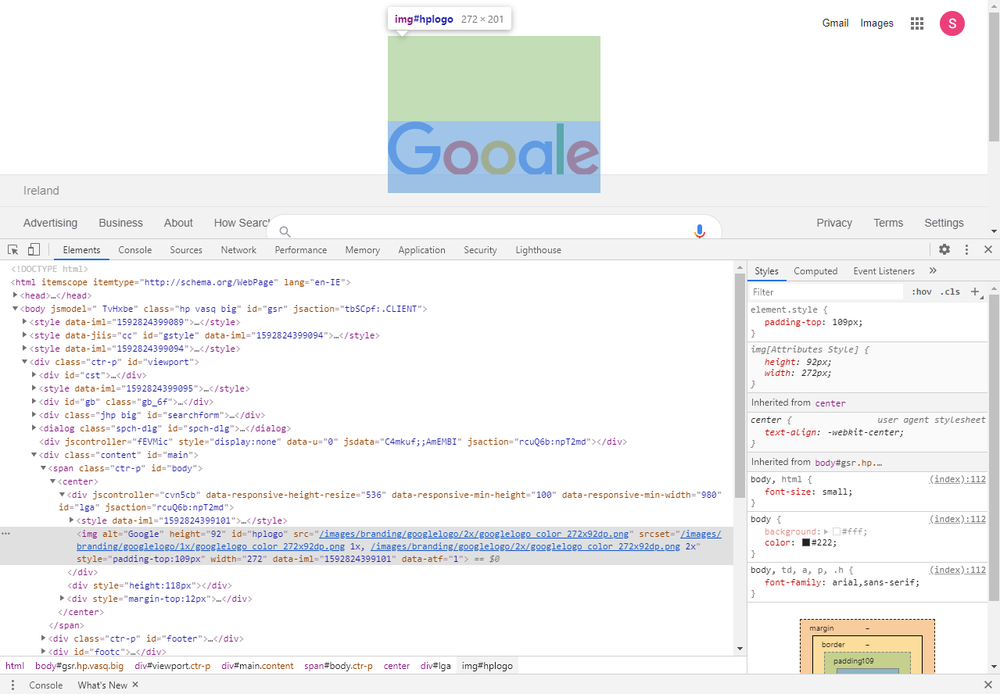 img#hplogo 272 × 201
Gmail Images
S
Google
Ireland
Advertising Business About How Search
Privacy Terms Settings
Elements Console Sources Network Performance Memory Application Security Lighthouse
<!DOCTYPE html>
<html itemscope itemtype="http://schema.org/WebPage" lang="en-IE">
<head>…</head>
<body jsmodel=" TvHxbe" class="hp vasq big" id="gsr" jsaction="tbSCpf:.CLIENT">
<style data-iml="1592824399089">…</style>
<style data-jiis="cc" id="gstyle" data-iml="1592824399094">…</style>
<style data-iml="1592824399094">…</style>
<div class="ctr-p" id="viewport">
<div id="cst">…</div>
<style data-iml="1592824399095">…</style>
<div id="gb" class="gb_6f">…</div>
<div class="jhp big" id="searchform">…</div>
<dialog class="spch-dlg" id="spch-dlg">…</dialog>
<div jscontroller="fEVMic" style="display:none" data-u="0" jsdata="C4mkuf;;AmEMBI" jsaction="rcuQ6b:npT2md"></div>
<div class="content" id="main">
<span class="ctr-p" id="body">
<center>
<div jscontroller="cvn5cb" data-responsive-height-resize="536" data-responsive-min-height="100" data-responsive-min-width="980"
id="lga" jsaction="rcuQ6b:npT2md">
<style data-iml="1592824399101">…</style>
<img alt="Google" height="92" id="hplogo" src="/images/branding/googlelogo/2x/googlelogo_color_272x92dp.png" srcset="/images/
branding/googlelogo/1x/googlelogo_color_272x92dp.png 1x, /images/branding/googlelogo/2x/googlelogo_color_272x92dp.png 2x"
style="padding-top:109px" width="272" data-iml="1592824399101" data-atf="1"> == $0
</div>
<div style="height:118px"></div>
<div style="margin-top:12px">…</div>
</center>
</span>
<div class="ctr-p" id="footer">…</div>
<div id="footc">…</div>
html body#gsr.hp.vasq.big div#viewport.ctr-p div#main.content span#body.ctr-p center div#lga img#hplogo
Styles Computed Event Listeners »
Filter :hov .cls +
element.style {
padding-top: 109px;
}
img[Attributes Style] {
height: 92px;
width: 272px;
}
Inherited from center
center { user agent stylesheet
text-align: -webkit-center;
}
Inherited from body#gsr.hp.…
body, html { (index):112
font-size: small;
}
body { (index):112
background: #fff;
color: #222;
}
body, td, a, p, .h { (index):112
font-family: arial,sans-serif;
}
margin –
border –
padding109
Console What's New ×